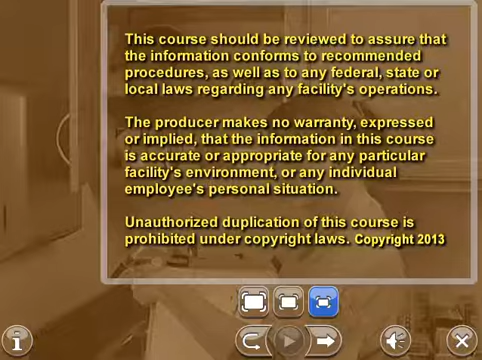 This course should be reviewed to assure that
the information conforms to recommended
procedures, as well as to any federal, state or
local laws regarding any facility's operations.
The producer makes no warranty, expressed
or implied, that the information in this course
is accurate or appropriate for any particular
facility's environment, or any individual
employee's personal situation.
Unauthorized duplication of this course is
prohibited under copyright laws. Copyright 2013